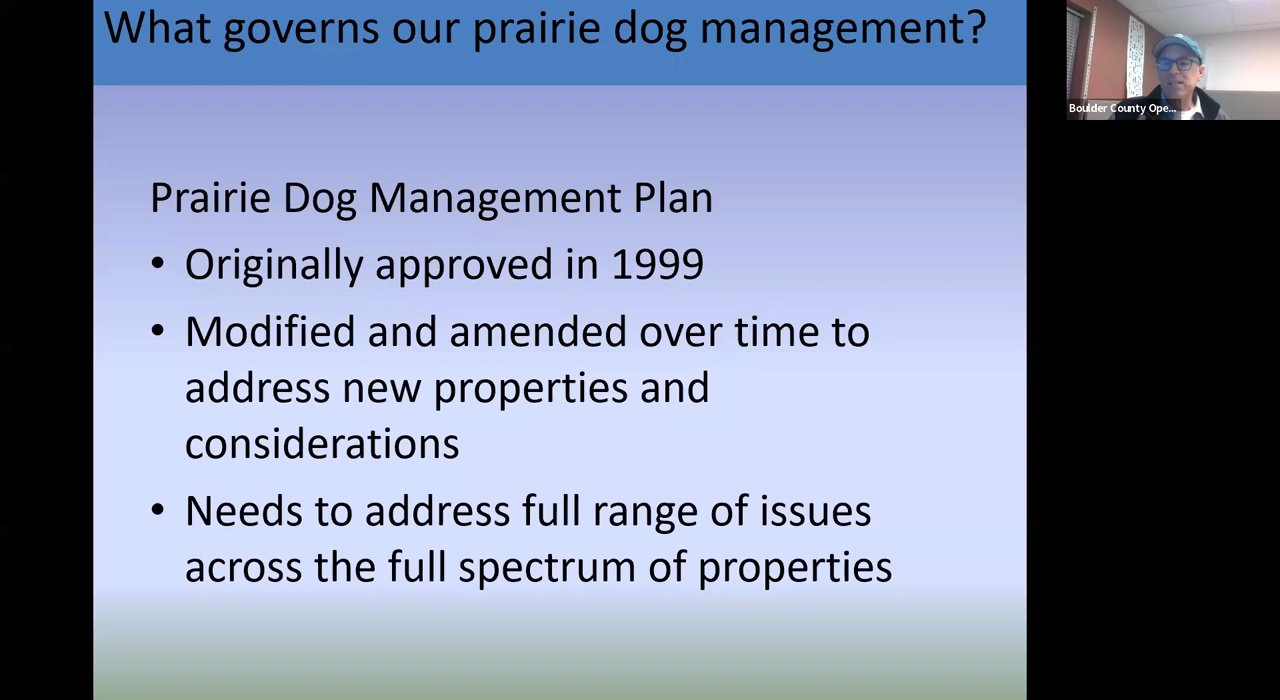 What governs our prairie dog management?
Boulder County Ope...
Prairie Dog Management Plan
• Originally approved in 1999
• Modified and amended over time to
address new properties and
considerations
• Needs to address full range of issues
across the full spectrum of properties